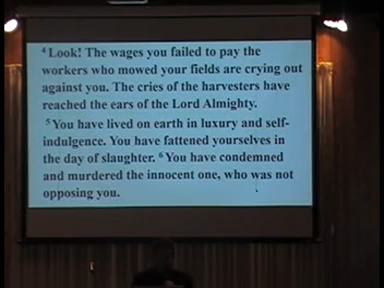 ⁴ Look! The wages you failed to pay the
workers who mowed your fields are crying out
against you. The cries of the harvesters have
reached the ears of the Lord Almighty.
⁵ You have lived on earth in luxury and self-
indulgence. You have fattened yourselves in
the day of slaughter. ⁶ You have condemned
and murdered the innocent one, who was not
opposing you.